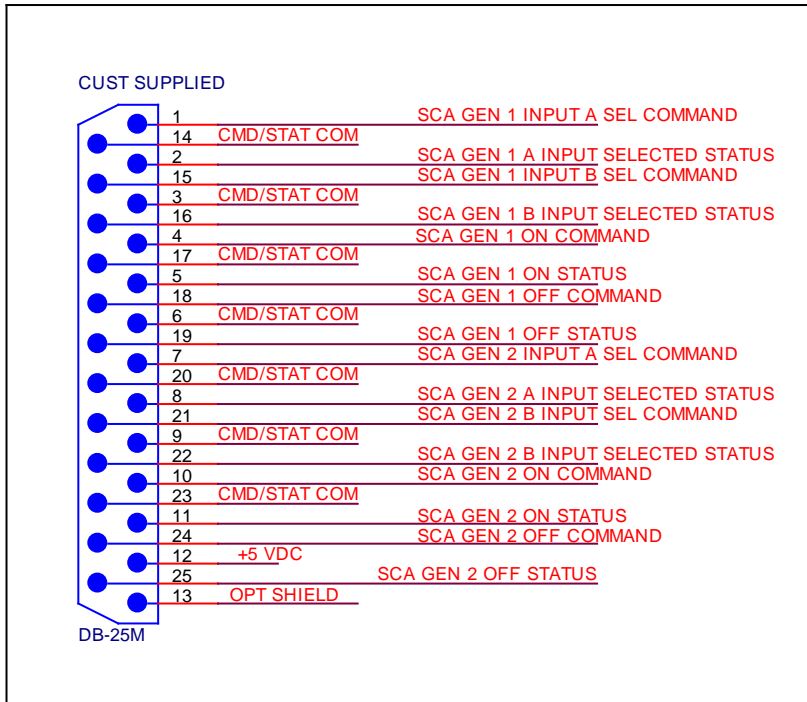 CUST SUPPLIED
1 SCA GEN 1 INPUT A SEL COMMAND
14 CMD/STAT COM
2 SCA GEN 1 A INPUT SELECTED STATUS
15 SCA GEN 1 INPUT B SEL COMMAND
3 CMD/STAT COM
16 SCA GEN 1 B INPUT SELECTED STATUS
4 SCA GEN 1 ON COMMAND
17 CMD/STAT COM
5 SCA GEN 1 ON STATUS
18 SCA GEN 1 OFF COMMAND
6 CMD/STAT COM
19 SCA GEN 1 OFF STATUS
7 SCA GEN 2 INPUT A SEL COMMAND
20 CMD/STAT COM
8 SCA GEN 2 A INPUT SELECTED STATUS
21 SCA GEN 2 B INPUT SEL COMMAND
9 CMD/STAT COM
22 SCA GEN 2 B INPUT SELECTED STATUS
10 SCA GEN 2 ON COMMAND
23 CMD/STAT COM
11 SCA GEN 2 ON STATUS
24 SCA GEN 2 OFF COMMAND
12 +5 VDC
25 SCA GEN 2 OFF STATUS
13 OPT SHIELD
DB-25M